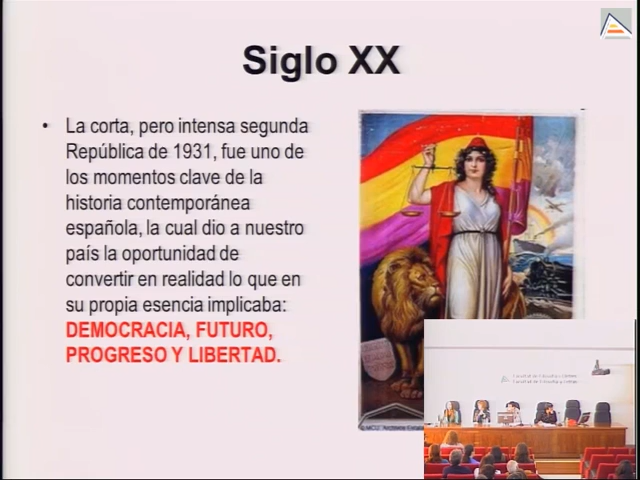 Siglo XX
• La corta, pero intensa segunda
República de 1931, fue uno de
los momentos clave de la
historia contemporánea
española, la cual dio a nuestro
país la oportunidad de
convertir en realidad lo que en
su propia esencia implicaba:
DEMOCRACIA, FUTURO,
PROGRESO Y LIBERTAD.